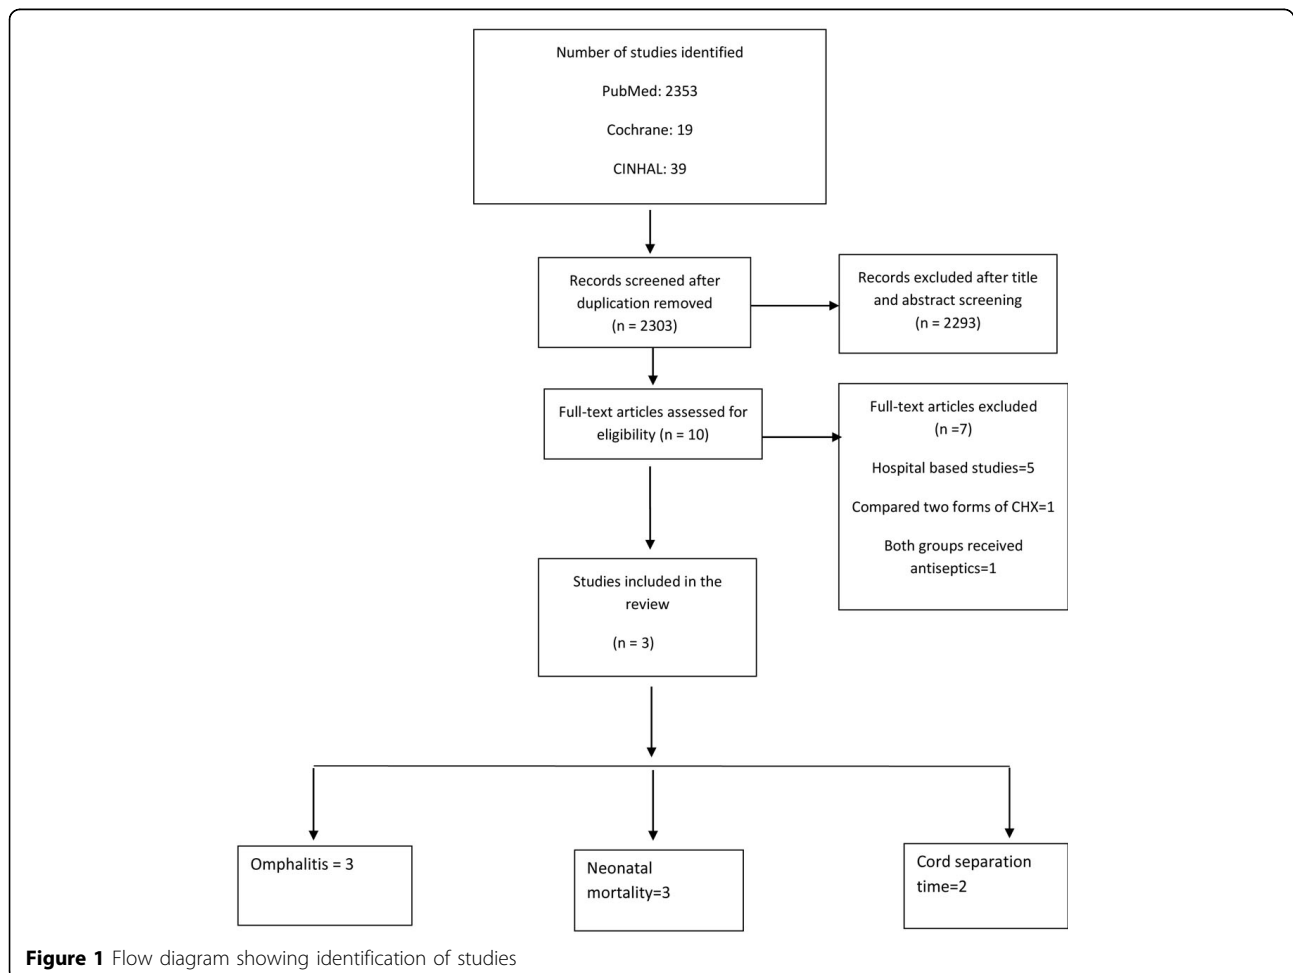 Number of studies identified
PubMed: 2353
Cochrane: 19
CINHAL: 39
Records screened after
duplication removed
(n = 2303)
Records excluded after title
and abstract screening
(n = 2293)
Full-text articles assessed for
eligibility (n = 10)
Full-text articles excluded
(n =7)
Hospital based studies=5
Compared two forms of CHX=1
Both groups received
antiseptics=1
Studies included in the
review
(n = 3)
Omphalitis = 3
Neonatal
mortality=3
Cord separation
time=2
Figure 1 Flow diagram showing identification of studies